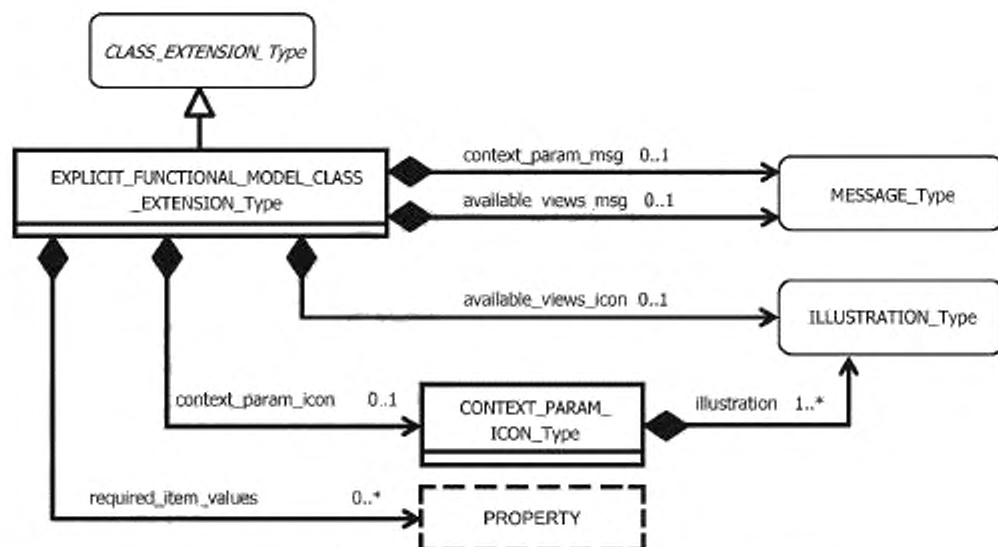 CLASS_EXTENSION_Type
EXPLICIT_FUNCTIONAL_MODEL_CLASS
_EXTENSION_Type
context_param_msg 0..1
available_views_msg 0..1
MESSAGE_Type
available_views_icon 0..1
ILLUSTRATION_Type
context_param_icon 0..1
CONTEXT_PARAM_
ICON_Type
illustration 1..*
required_item_values 0..*
PROPERTY